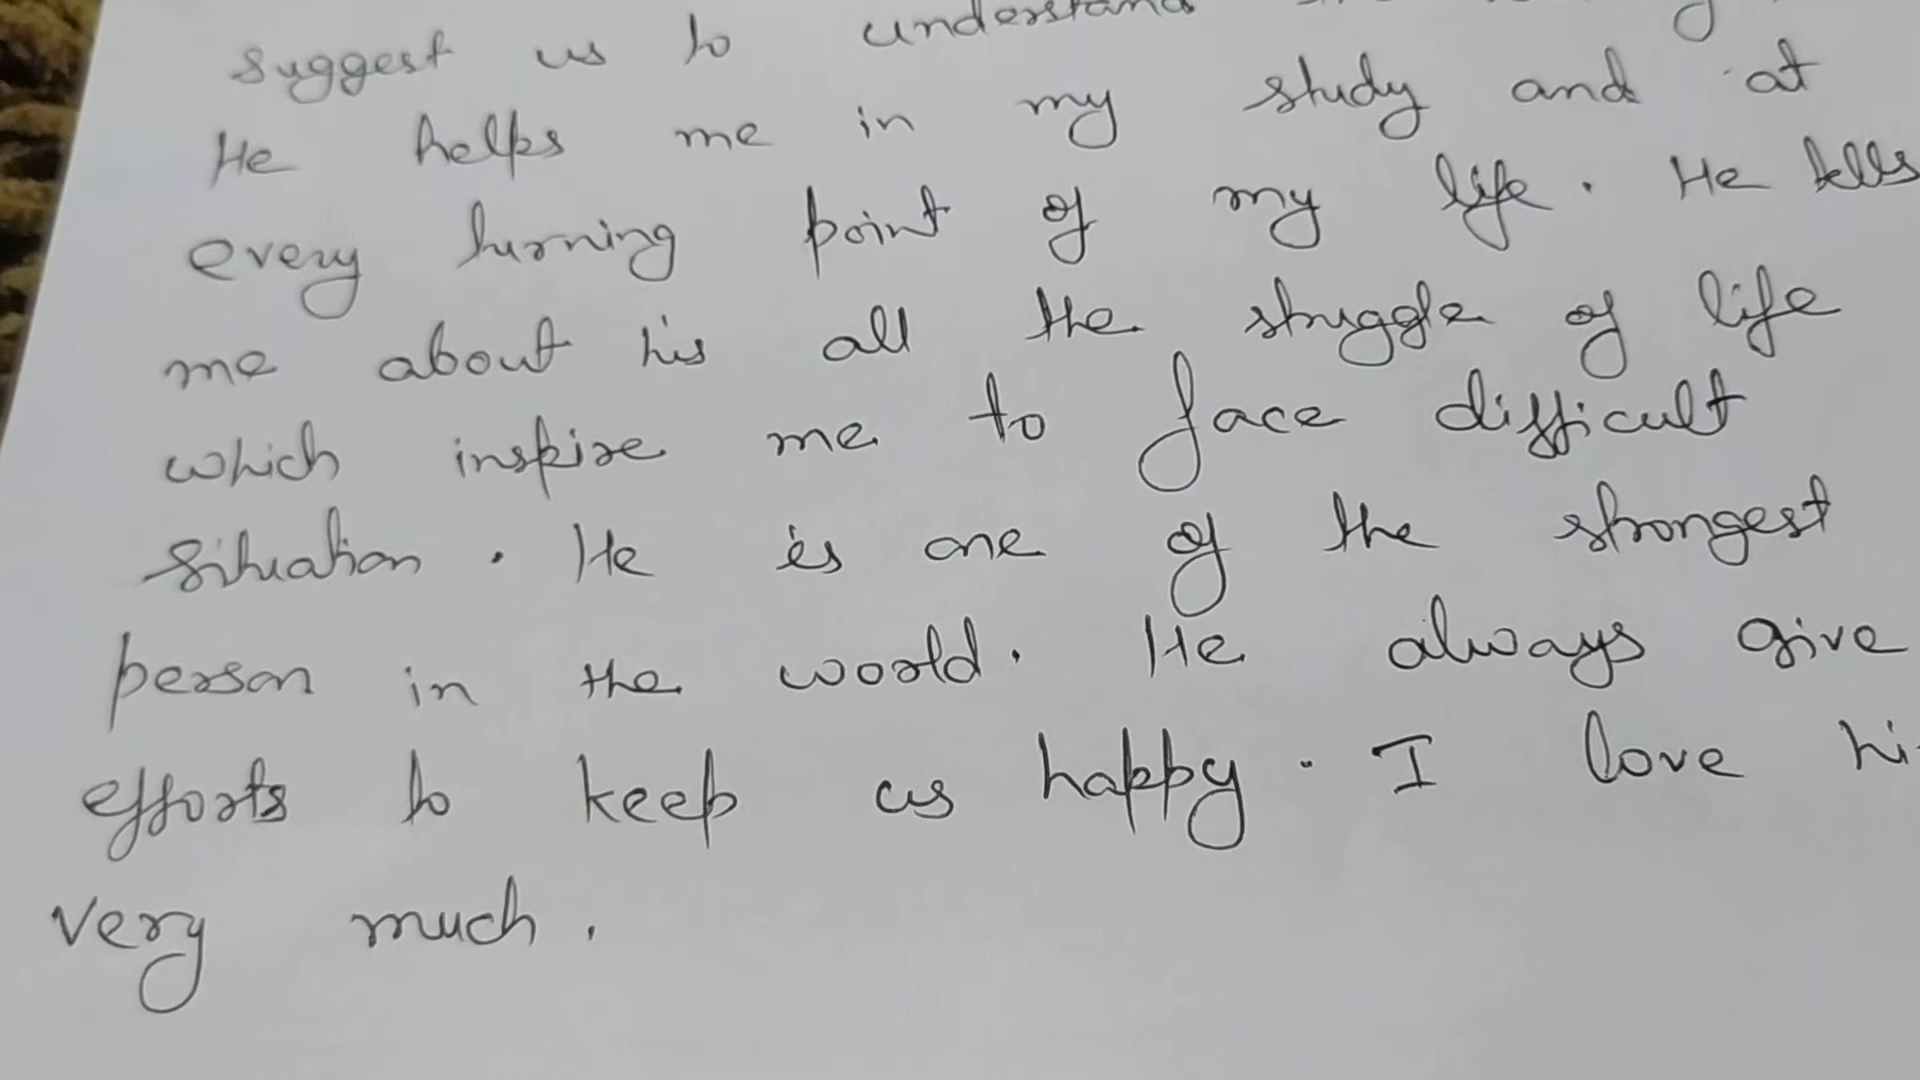 suggest us to understand
He helps me in my study and at
every turning point of my life. He tells
me about his all the struggle of life
which inspire me to face difficult
situation. He is one of the strongest
person in the world. He always give
efforts to keep us happy. I love
very much.